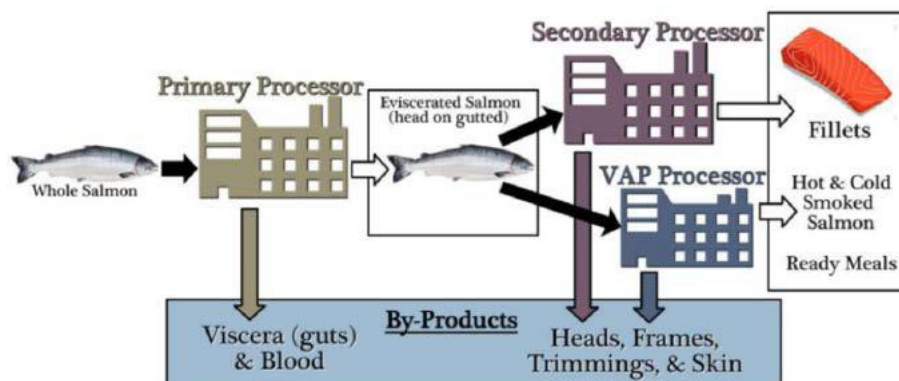 Secondary Processor
Primary Processor
Eviscerated Salmon
(head on gutted)
Fillets
Whole Salmon
VAP Processor
Hot & Cold
Smoked
Salmon
Ready Meals
By-Products
Viscera (guts)
& Blood
Heads, Frames,
Trimmings, & Skin